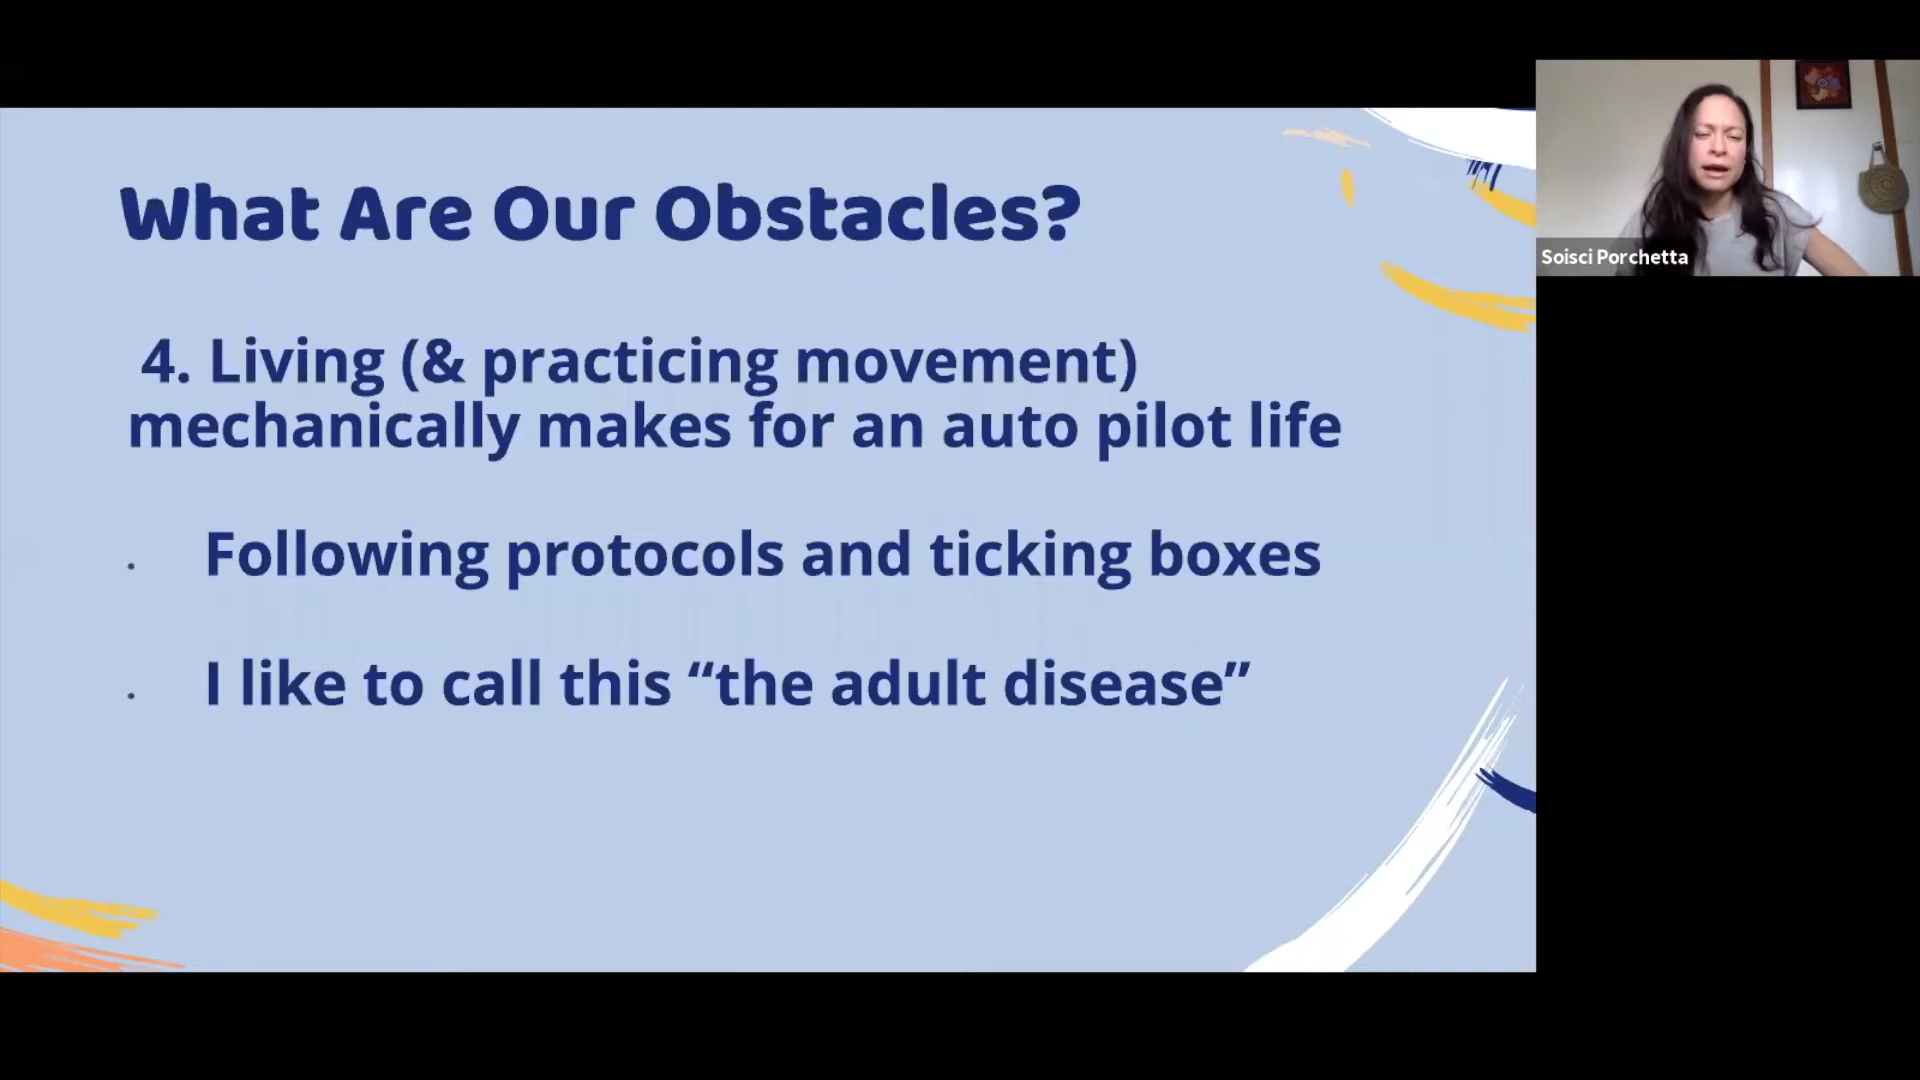 What Are Our Obstacles?
4. Living (& practicing movement)
mechanically makes for an auto pilot life
. Following protocols and ticking boxes
. I like to call this “the adult disease”
Soisci Porchetta